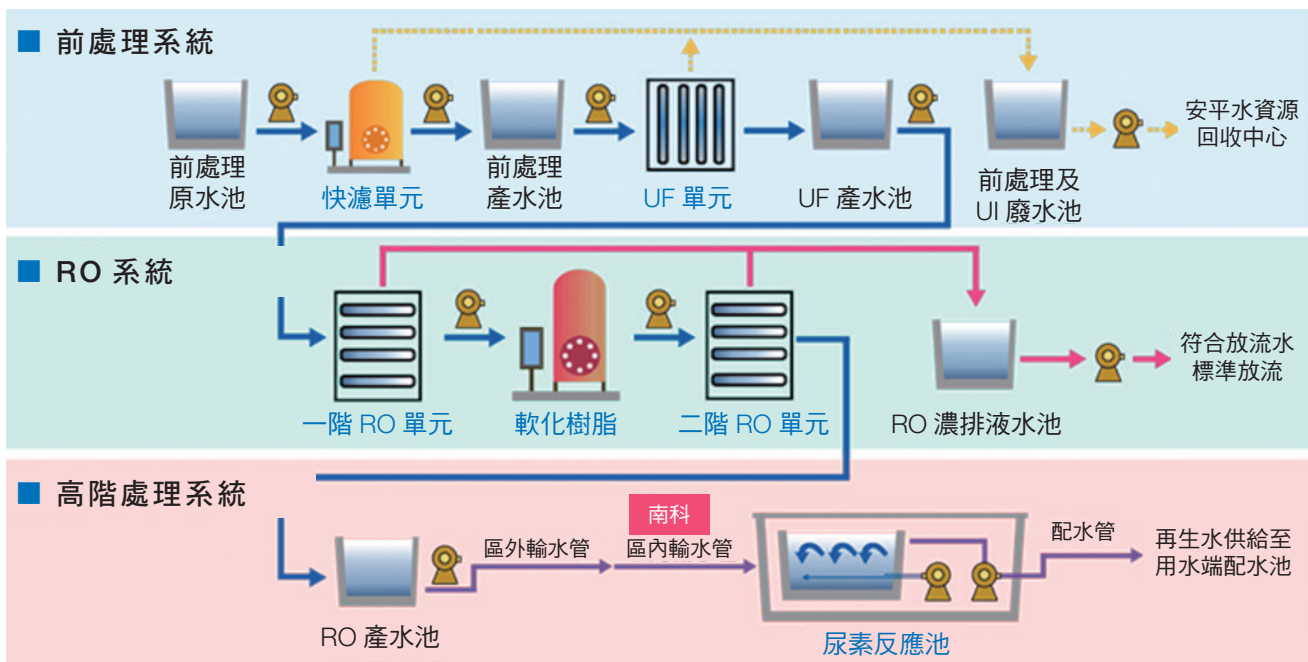 前處理系統
安平水資源
回收中心
前處理
原水池
快濾單元
前處理
產水池
UF 單元
UF 產水池
前處理及
UI 廢水池
RO 系統
符合放流水
標準放流
一階 RO 單元
軟化樹脂
二階 RO 單元
RO 濃排液水池
高階處理系統
南科
區外輸水管
區內輸水管
配水管
再生水供給至
用水端配水池
RO 產水池
尿素反應池